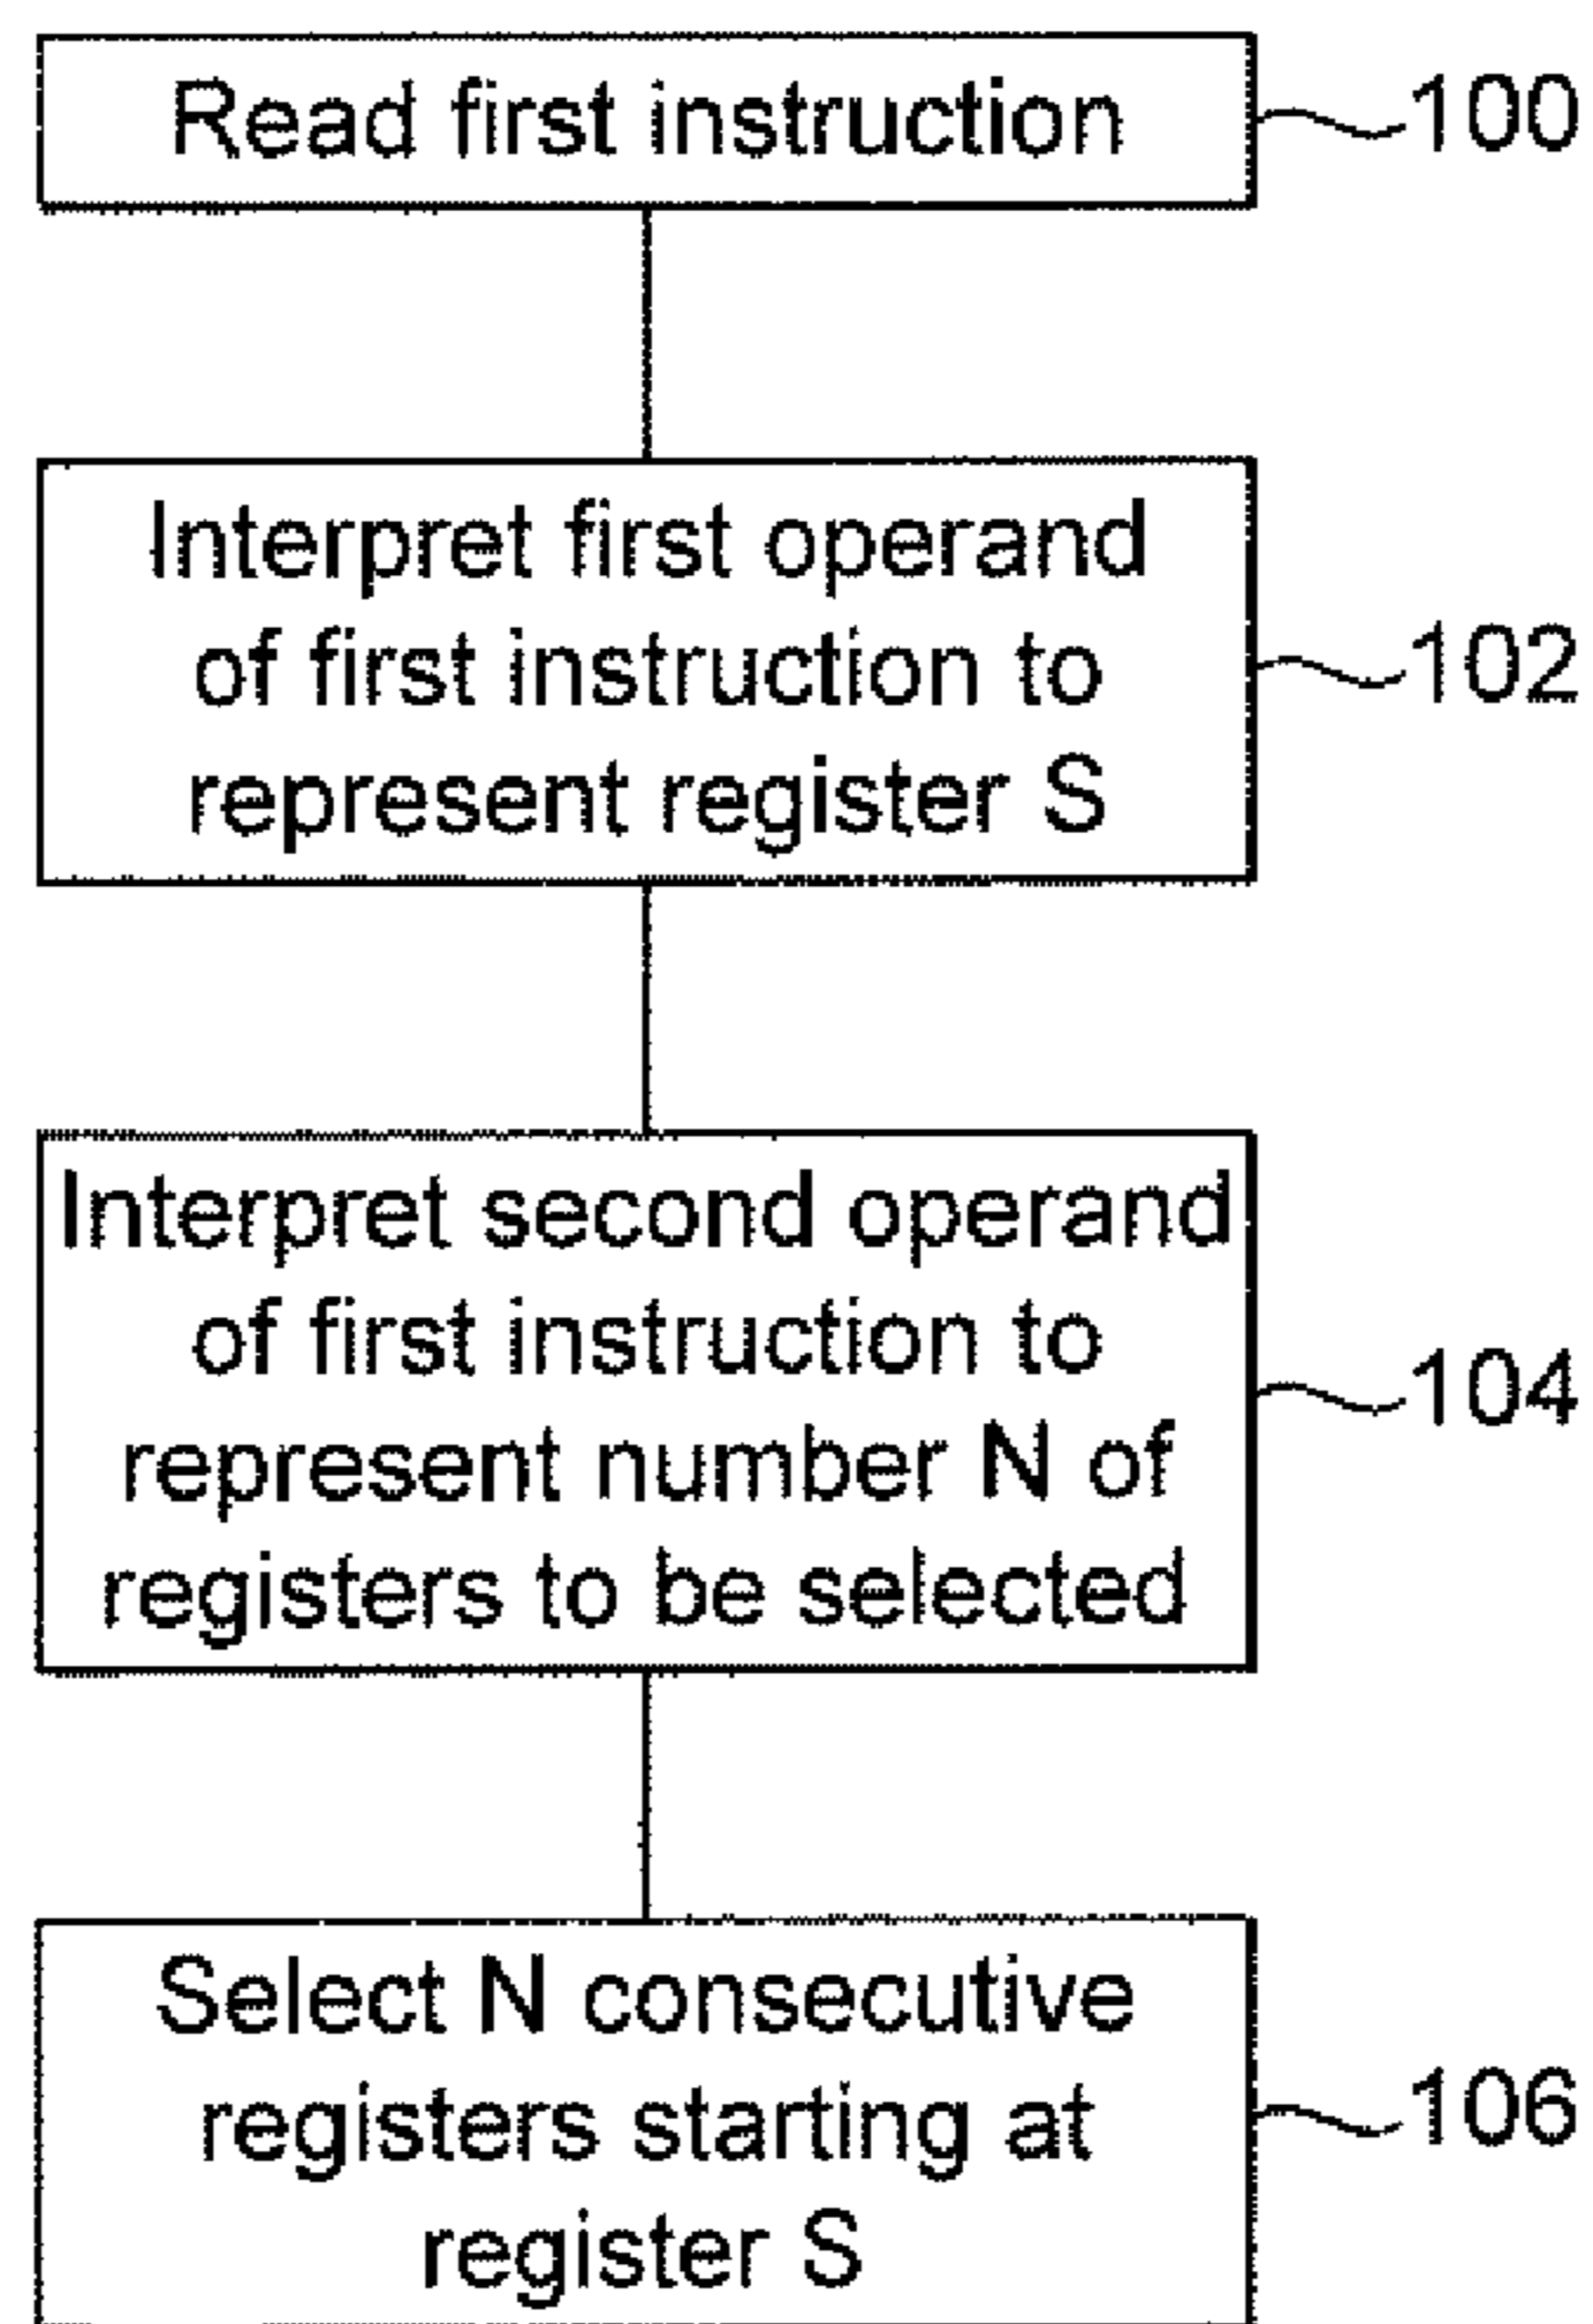 Read first instruction
100
Interpret first operand
of first instruction to
represent register S
102
Interpret second operand
of first instruction to
represent number N of
registers to be selected
104
Select N consecutive
registers starting at
register S
106